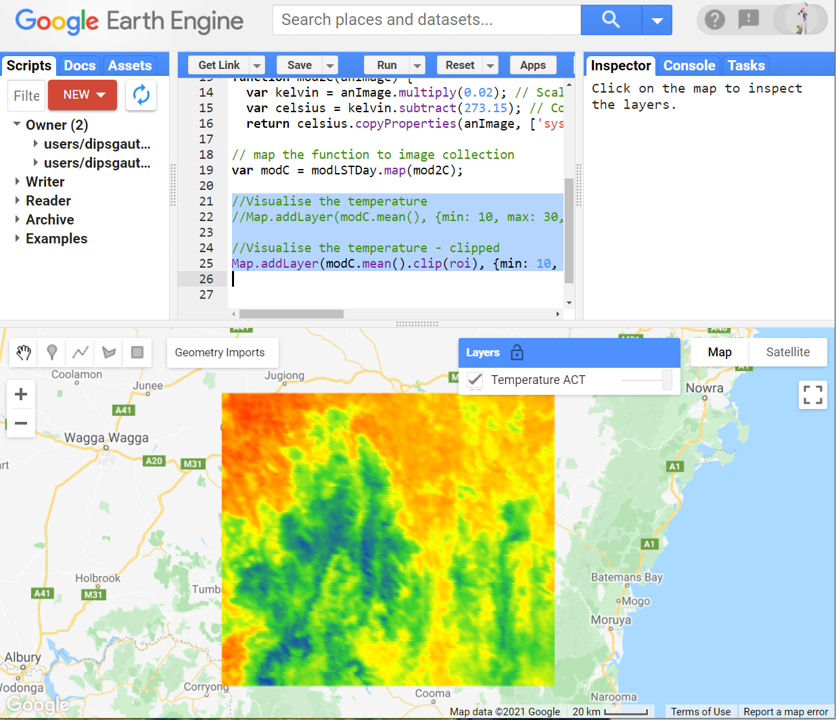 Google Earth Engine
Search places and datasets...
Scripts Docs Assets
Get Link Save Run Reset Apps
Inspector Console Tasks
Filte
NEW
Owner (2)
users/dipsgaut...
users/dipsgaut...
Writer
Reader
Archive
Examples
14 var kelvin = anImage.multiply(0.02); // Scal
15 var celsius = kelvin.subtract(273.15); // Co
16 return celsius.copyProperties(anImage, ['sys
17
18 // map the function to image collection
19 var modC = modLSTDay.map(mod2C);
20
21 //Visualise the temperature
22 //Map.addLayer(modC.mean(), {min: 10, max: 30,
23
24 //Visualise the temperature - clipped
25 Map.addLayer(modC.mean().clip(roi), {min: 10,
26
27
Click on the map to inspect
the layers.
Geometry Imports
Layers
Temperature ACT
Map Satellite
Coolamon
Junee
Jugiong
Nowra
A41
Wagga Wagga
A20
M31
A1
A1
Holbrook
A41
M31
Tumb
Batemans Bay
Mogo
Moruya
Albury
Wodonga
Corryong
Cooma
Narooma
Google
Map data ©2021 Google 20 km Terms of Use Report a map error